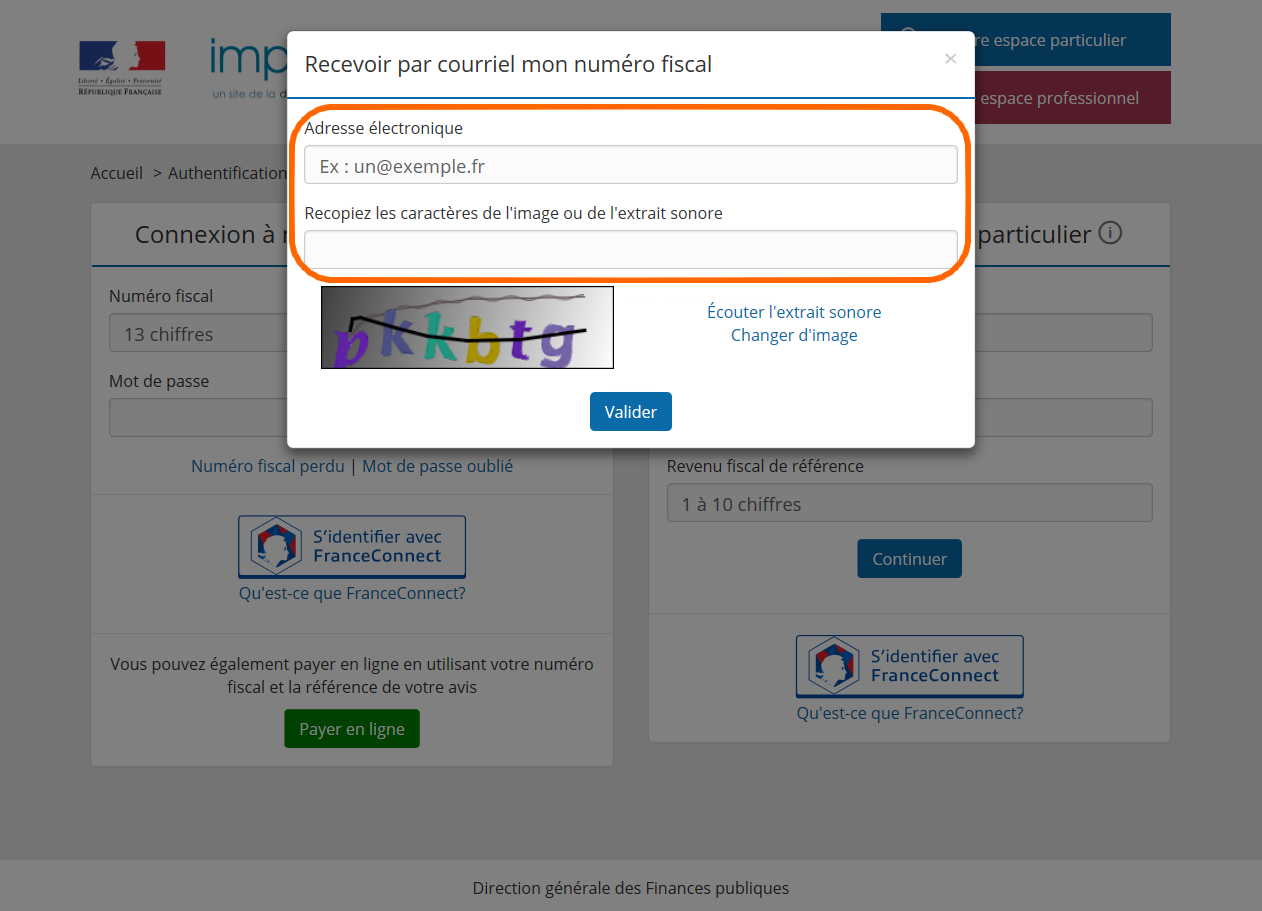 Recevoir par courriel mon numéro fiscal
×
Adresse électronique
Ex : un@exemple.fr
Recopiez les caractères de l'image ou de l'extrait sonore
pkkbtg
Écouter l'extrait sonore
Changer d'image
Valider
Liberté • Égalité • Fraternité
RÉPUBLIQUE FRANÇAISE
imp
un site de la d
re espace particulier
espace professionnel
Accueil > Authentification
Connexion à
Numéro fiscal
13 chiffres
Mot de passe
Numéro fiscal perdu | Mot de passe oublié
S'identifier avec
FranceConnect
Qu'est-ce que FranceConnect?
Vous pouvez également payer en ligne en utilisant votre numéro
fiscal et la référence de votre avis
Payer en ligne
particulier
Revenu fiscal de référence
1 à 10 chiffres
Continuer
S'identifier avec
FranceConnect
Qu'est-ce que FranceConnect?
Direction générale des Finances publiques